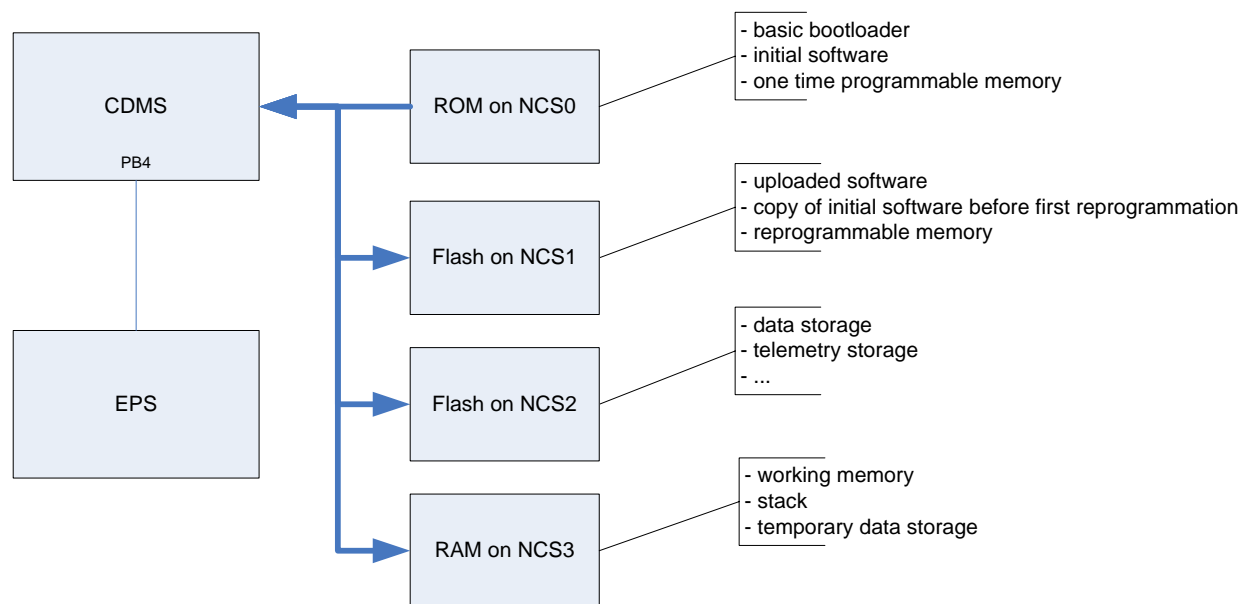 CDMS
PB4
EPS
ROM on NCS0
- basic bootloader
- initial software
- one time programmable memory
Flash on NCS1
- uploaded software
- copy of initial software before first reprogrammation
- reprogrammable memory
Flash on NCS2
- data storage
- telemetry storage
- ...
RAM on NCS3
- working memory
- stack
- temporary data storage